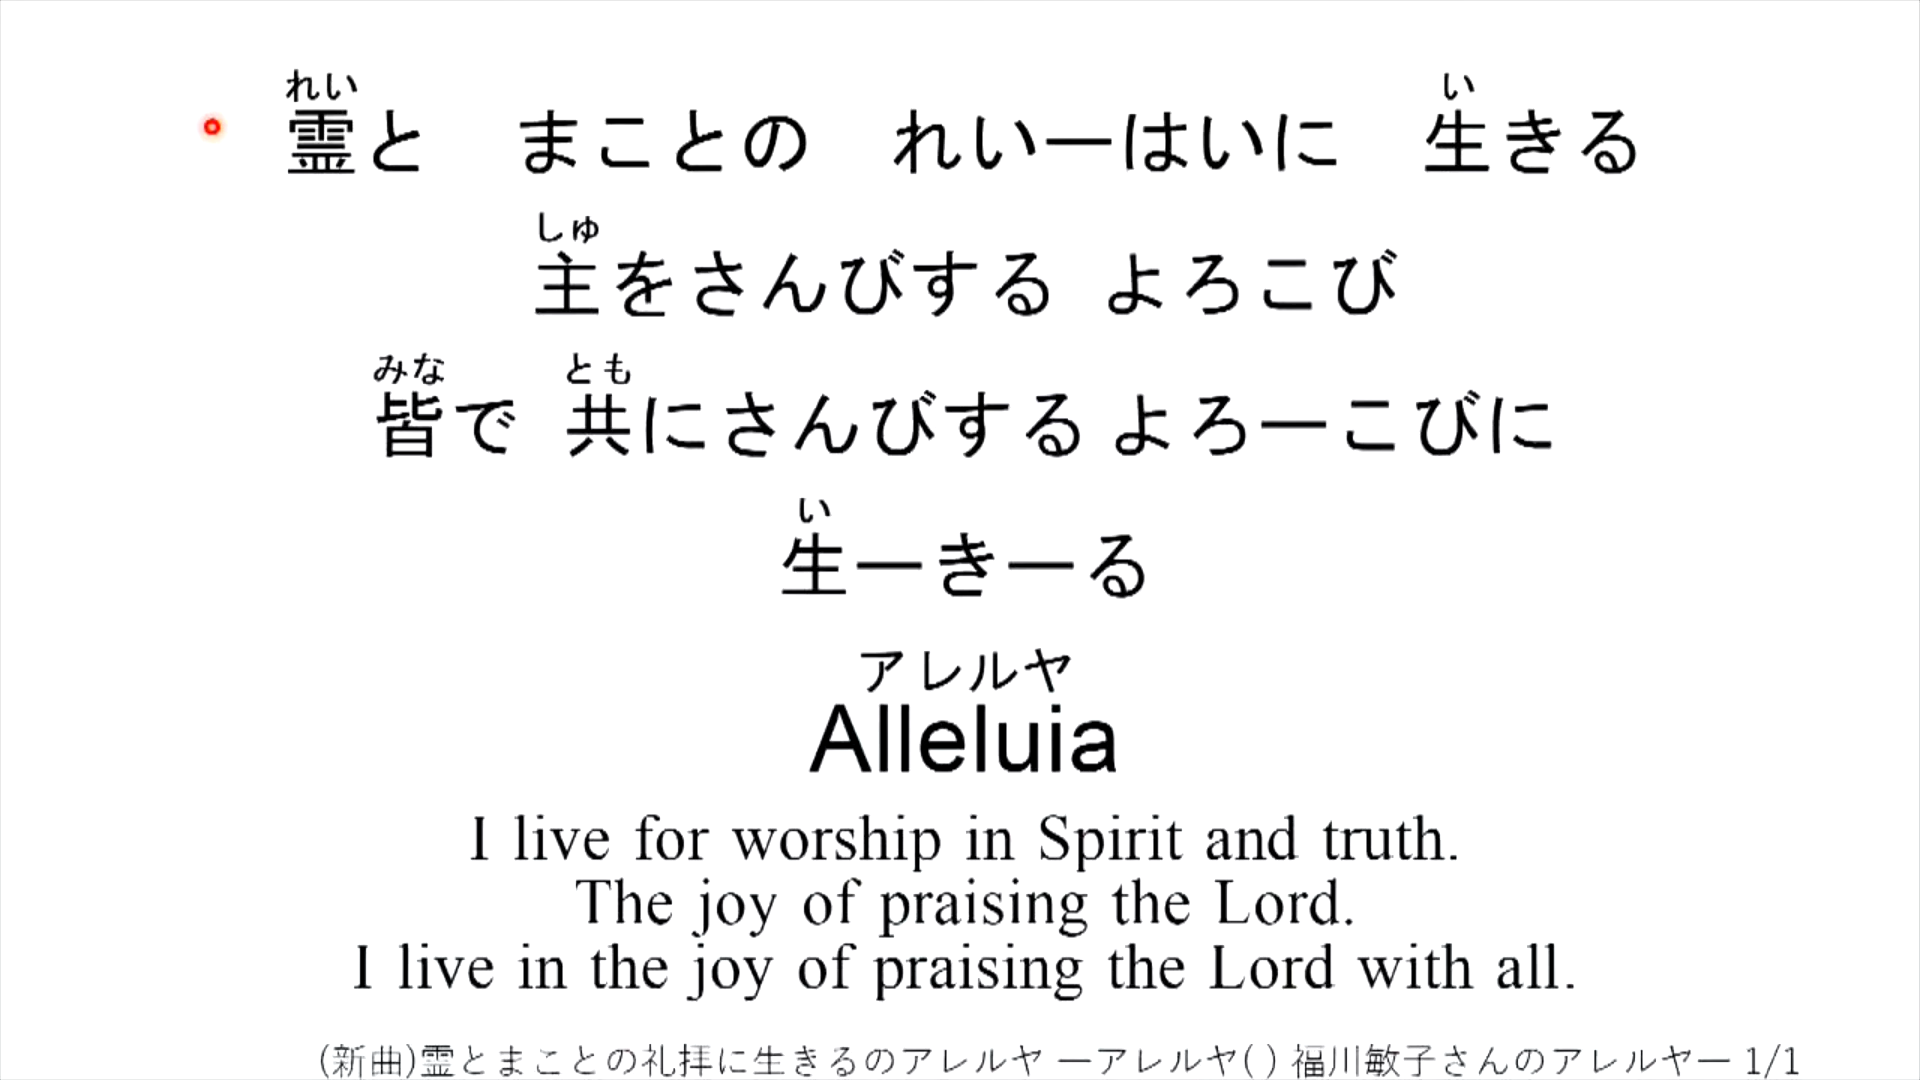 れい い
霊と まことの れいーはいに 生きる
しゅ
主をさんびする よろこび
みな とも
皆で 共にさんびする よろーこびに
い
生ーきーる
アレルヤ
Alleluia
I live for worship in Spirit and truth.
The joy of praising the Lord.
I live in the joy of praising the Lord with all.
(新曲)霊とまことの礼拝に生きるのアレルヤ ーアレルヤ( ) 福川敏子さんのアレルヤー 1/1